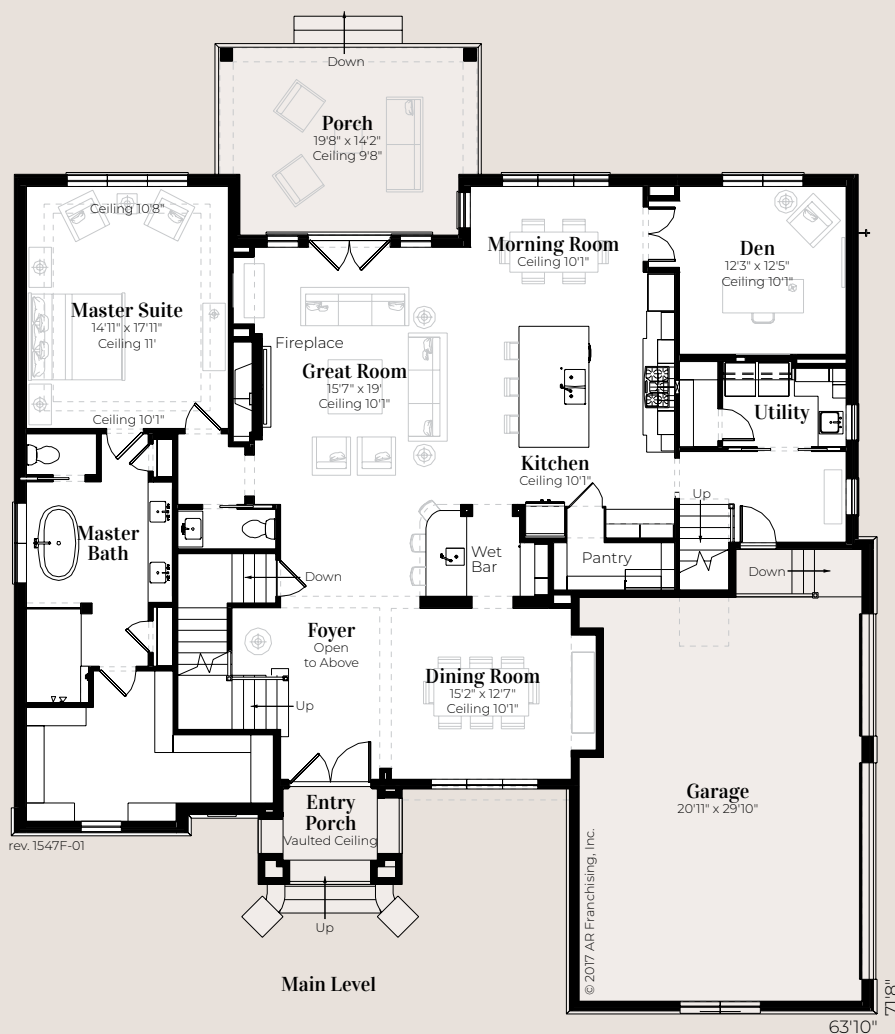 Down
Porch
19'8" x 14'2"
Ceiling 9'8"
Ceiling 10'8"
Master Suite
14'11" x 17'11"
Ceiling 11'
Ceiling 10'1"
Morning Room
Ceiling 10'1"
Den
12'3" x 12'5"
Ceiling 10'1"
Fireplace
Great Room
15'7" x 19'
Ceiling 10'1"
Utility
Kitchen
Ceiling 10'1"
Up
Master
Bath
Wet
Bar
Pantry
Down
Down
Foyer
Open
to Above
Dining Room
15'2" x 12'7"
Ceiling 10'1"
Up
Entry
Porch
Vaulted Ceiling
Garage
20'11" x 29'10"
rev. 1547F-01
© 2017 AR Franchising, Inc.
Up
Main Level
71'8"
63'10"